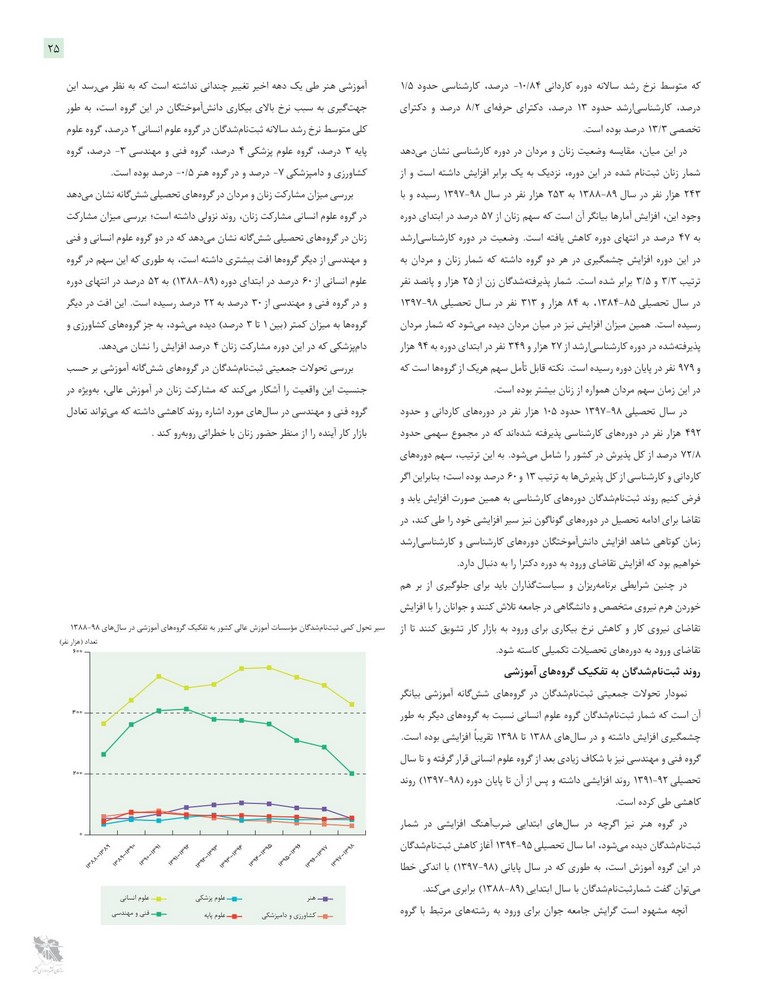 ۲۵
که متوسط نرخ رشد سالانه دوره کاردانی ۱۰/۸۴- درصد، کارشناسی حدود ۱/۵
درصد، کارشناسی‌ارشد حدود ۱۳ درصد، دکترای حرفه‌ای ۸/۲ درصد و دکترای
تخصصی ۱۳/۳ درصد بوده است.
در این میان، مقایسه وضعیت زنان و مردان در دوره کارشناسی نشان می‌دهد
شمار زنان ثبت‌نام شده در این دوره، نزدیک به یک برابر افزایش داشته است و از
۲۴۳ هزار نفر در سال ۸۹-۱۳۸۸ به ۲۵۳ هزار نفر در سال ۹۸-۱۳۹۷ رسیده و با
وجود این، افزایش آمارها بیانگر آن است که سهم زنان از ۵۷ درصد در ابتدای دوره
به ۴۷ درصد در انتهای دوره کاهش یافته است. وضعیت در دوره کارشناسی‌ارشد
در این دوره افزایش چشمگیری در هر دو گروه داشته که شمار زنان و مردان به
ترتیب ۳/۳ و ۳/۵ برابر شده است. شمار پذیرفته‌شدگان زن از ۲۵ هزار و پانصد نفر
در سال تحصیلی ۸۵-۱۳۸۴، به ۸۴ هزار و ۳۱۳ نفر در سال تحصیلی ۹۸-۱۳۹۷
رسیده است. همین میزان افزایش نیز در میان مردان دیده می‌شود که شمار مردان
پذیرفته‌شده در دوره کارشناسی‌ارشد از ۲۷ هزار و ۳۴۹ نفر در ابتدای دوره به ۹۴ هزار
و ۹۷۹ نفر در پایان دوره رسیده است. نکته قابل تأمل سهم هریک از گروه‌ها است که
در این زمان سهم مردان همواره از زنان بیشتر بوده است.
در سال تحصیلی ۹۸-۱۳۹۷ حدود ۱۰۵ هزار نفر در دوره‌های کاردانی و حدود
۴۹۲ هزار نفر در دوره‌های کارشناسی پذیرفته شده‌اند که در مجموع سهمی حدود
۷۲/۸ درصد از کل پذیرش در کشور را شامل می‌شود. به این ترتیب، سهم دوره‌های
کاردانی و کارشناسی از کل پذیرش‌ها به ترتیب ۱۳ و ۶۰ درصد بوده است؛ بنابراین اگر
فرض کنیم روند ثبت‌نام‌شدگان دوره‌های کارشناسی به همین صورت افزایش یابد و
تقاضا برای ادامه تحصیل در دوره‌های گوناگون نیز سیر افزایشی خود را طی کند، در
زمان کوتاهی شاهد افزایش دانش‌آموختگان دوره‌های کارشناسی و کارشناسی‌ارشد
خواهیم بود که افزایش تقاضای ورود به دوره دکترا را به دنبال دارد.
در چنین شرایطی برنامه‌ریزان و سیاست‌گذاران باید برای جلوگیری از بر هم
خوردن هرم نیروی متخصص و دانشگاهی در جامعه تلاش کنند و جوانان را با افزایش
تقاضای نیروی کار و کاهش نرخ بیکاری برای ورود به بازار کار تشویق کنند تا از
تقاضای ورود به دوره‌های تحصیلات تکمیلی کاسته شود.
روند ثبت‌نام‌شدگان به تفکیک گروه‌های آموزشی
نمودار تحولات جمعیتی ثبت‌نام‌شدگان در گروه‌های شش‌گانه آموزشی بیانگر
آن است که شمار ثبت‌نام‌شدگان گروه علوم انسانی نسبت به گروه‌های دیگر به طور
چشمگیری افزایش داشته و در سال‌های ۱۳۸۸ تا ۱۳۹۸ تقریباً افزایشی بوده است.
گروه فنی و مهندسی نیز با شکاف زیادی بعد از گروه علوم انسانی قرار گرفته و تا سال
تحصیلی ۹۲-۱۳۹۱ روند افزایشی داشته و پس از آن تا پایان دوره (۹۸-۱۳۹۷) روند
کاهشی طی کرده است.
در گروه هنر نیز اگرچه در سال‌های ابتدایی ضرب‌آهنگ افزایشی در شمار
ثبت‌نام‌شدگان دیده می‌شود، اما سال تحصیلی ۹۵-۱۳۹۴ آغاز کاهش ثبت‌نام‌شدگان
در این گروه آموزش است، به طوری که در سال پایانی (۹۸-۱۳۹۷) با اندکی خطا
می‌توان گفت شمارثبت‌نام‌شدگان با سال ابتدایی (۸۹-۱۳۸۸) برابری می‌کند.
آنچه مشهود است گرایش جامعه جوان برای ورود به رشته‌های مرتبط با گروه
آموزشی هنر طی یک دهه اخیر تغییر چندانی نداشته است که به نظر می‌رسد این
جهت‌گیری به سبب نرخ بالای بیکاری دانش‌آموختگان در این گروه است، به طور
کلی متوسط نرخ رشد سالانه ثبت‌نام‌شدگان در گروه علوم انسانی ۲ درصد، گروه علوم
پایه ۳ درصد، گروه علوم پزشکی ۴ درصد، گروه فنی و مهندسی ۳- درصد، گروه
کشاورزی و دامپزشکی ۷- درصد و در گروه هنر ۰/۵- درصد بوده است.
بررسی میزان مشارکت زنان و مردان در گروه‌های تحصیلی شش‌گانه نشان می‌دهد
در گروه علوم انسانی مشارکت زنان، روند نزولی داشته است؛ بررسی میزان مشارکت
زنان در گروه‌های تحصیلی شش‌گانه نشان می‌دهد که در دو گروه علوم انسانی و فنی
و مهندسی از دیگر گروه‌ها افت بیشتری داشته است، به طوری که این سهم در گروه
علوم انسانی از ۶۰ درصد در ابتدای دوره (۸۹-۱۳۸۸) به ۵۲ درصد در انتهای دوره
و در گروه فنی و مهندسی از ۳۰ درصد به ۲۲ درصد رسیده است. این افت در دیگر
گروه‌ها به میزان کمتر (بین ۱ تا ۳ درصد) دیده می‌شود، به جز گروه‌های کشاورزی و
دام‌پزشکی که در این دوره مشارکت زنان ۴ درصد افزایش را نشان می‌دهد.
بررسی تحولات جمعیتی ثبت‌نام‌شدگان در گروه‌های شش‌گانه آموزشی بر حسب
جنسیت این واقعیت را آشکار می‌کند که مشارکت زنان در آموزش عالی، به‌ویژه در
گروه فنی و مهندسی در سال‌های مورد اشاره روند کاهشی داشته که می‌تواند تعادل
بازار کار آینده را از منظر حضور زنان با خطراتی روبه‌رو کند .
سیر تحول کمی ثبت‌نام‌شدگان مؤسسات آموزش عالی کشور به تفکیک گروه‌های آموزشی در سال‌های ۹۸-۱۳۸۸
تعداد (هزار نفر)
۶۰۰
۴۰۰
۲۰۰
۰
۱۳۸۸-۱۳۸۹
۱۳۸۹-۱۳۹۰
۱۳۹۰-۱۳۹۱
۱۳۹۱-۱۳۹۲
۱۳۹۲-۱۳۹۳
۱۳۹۳-۱۳۹۴
۱۳۹۴-۱۳۹۵
۱۳۹۵-۱۳۹۶
۱۳۹۶-۱۳۹۷
۱۳۹۷-۱۳۹۸
هنر علوم پزشکی علوم انسانی
کشاورزی و دامپزشکی علوم پایه فنی و مهندسی